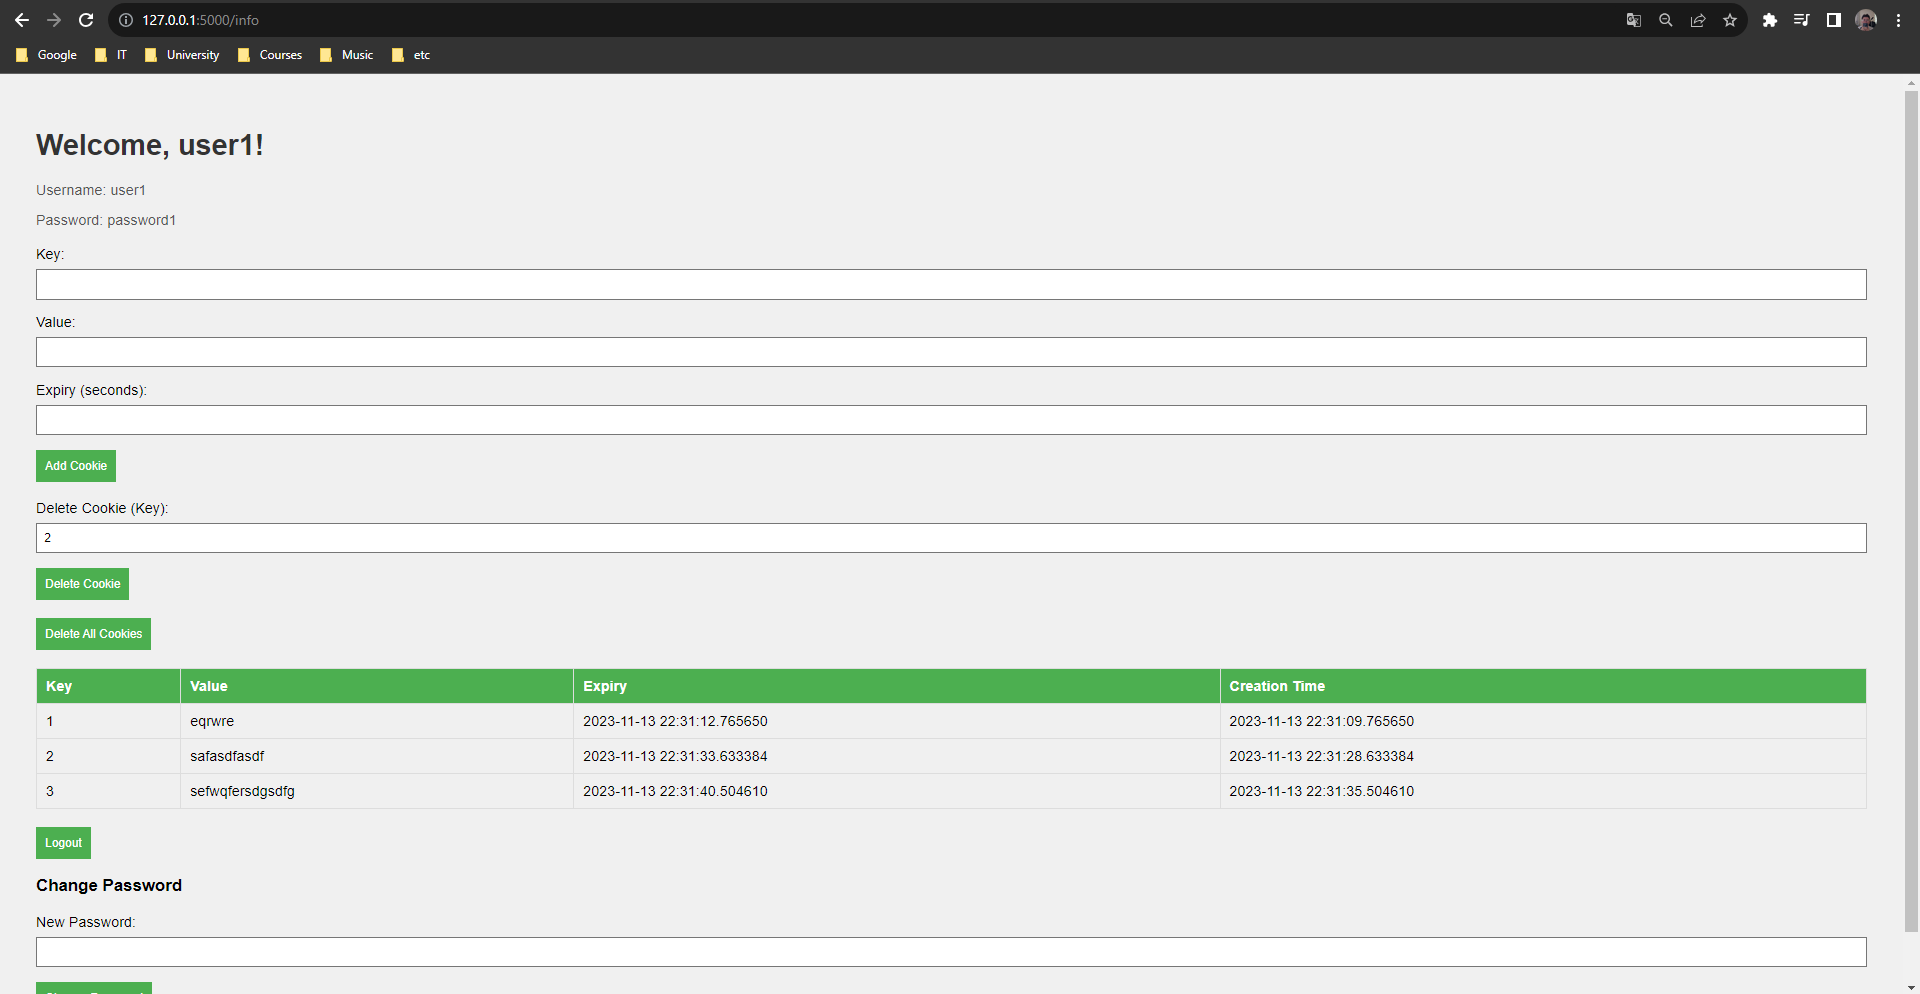 127.0.0.1:5000/info
Google IT University Courses Music etc
Welcome, user1!
Username: user1
Password: password1
Key:
Value:
Expiry (seconds):
Add Cookie
Delete Cookie (Key):
2
Delete Cookie
Delete All Cookies
Key Value Expiry Creation Time
1 eqrwre 2023-11-13 22:31:12.765650 2023-11-13 22:31:09.765650
2 safasdfasdf 2023-11-13 22:31:33.633384 2023-11-13 22:31:28.633384
3 sefwqfersdgsdfg 2023-11-13 22:31:40.504610 2023-11-13 22:31:35.504610
Logout
Change Password
New Password: